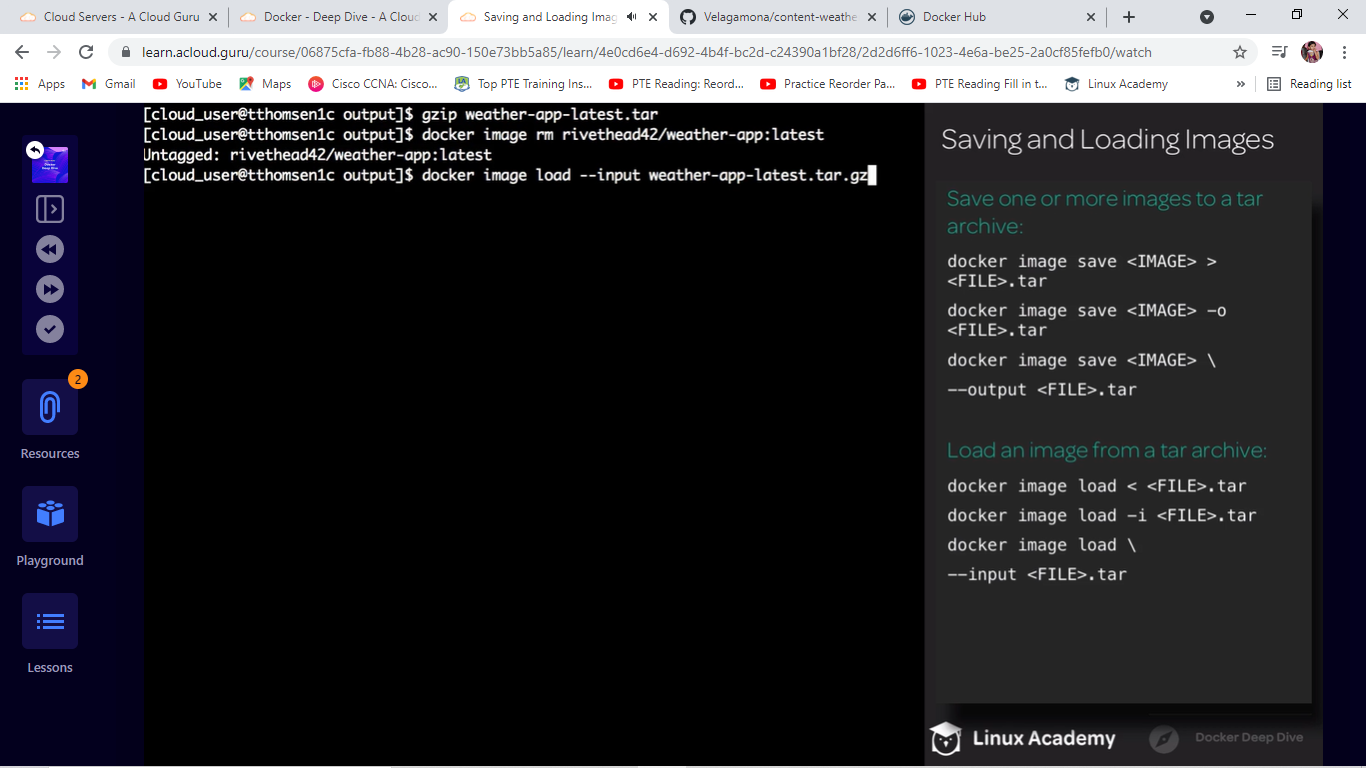 Cloud Servers - A Cloud Guru
Docker - Deep Dive - A Cloud
Saving and Loading Imag
Velagamona/content-weathe
Docker Hub
learn.acloud.guru/course/06875cfa-fb88-4b28-ac90-150e73bb5a85/learn/4e0cd6e4-d692-4b4f-bc2d-c24390a1bf28/2d2d6ff6-1023-4e6a-be25-2a0cf85fefb0/watch
Apps
Gmail
YouTube
Maps
Cisco CCNA: Cisco...
Top PTE Training Ins...
PTE Reading: Reord...
Practice Reorder Pa...
PTE Reading Fill in t...
Linux Academy
»
Reading list
[cloud_user@tthomsen1c output]$ gzip weather-app-latest.tar
[cloud_user@tthomsen1c output]$ docker image rm rivethead42/weather-app:latest
Untagged: rivethead42/weather-app:latest
[cloud_user@tthomsen1c output]$ docker image load --input weather-app-latest.tar.gz
Docker
Deep Dive
2
Resources
Playground
Lessons
Saving and Loading Images
Save one or more images to a tar
archive:
docker image save <IMAGE> >
<FILE>.tar
docker image save <IMAGE> -o
<FILE>.tar
docker image save <IMAGE> \
--output <FILE>.tar
Load an image from a tar archive:
docker image load < <FILE>.tar
docker image load -i <FILE>.tar
docker image load \
--input <FILE>.tar
Linux Academy
Docker Deep Dive